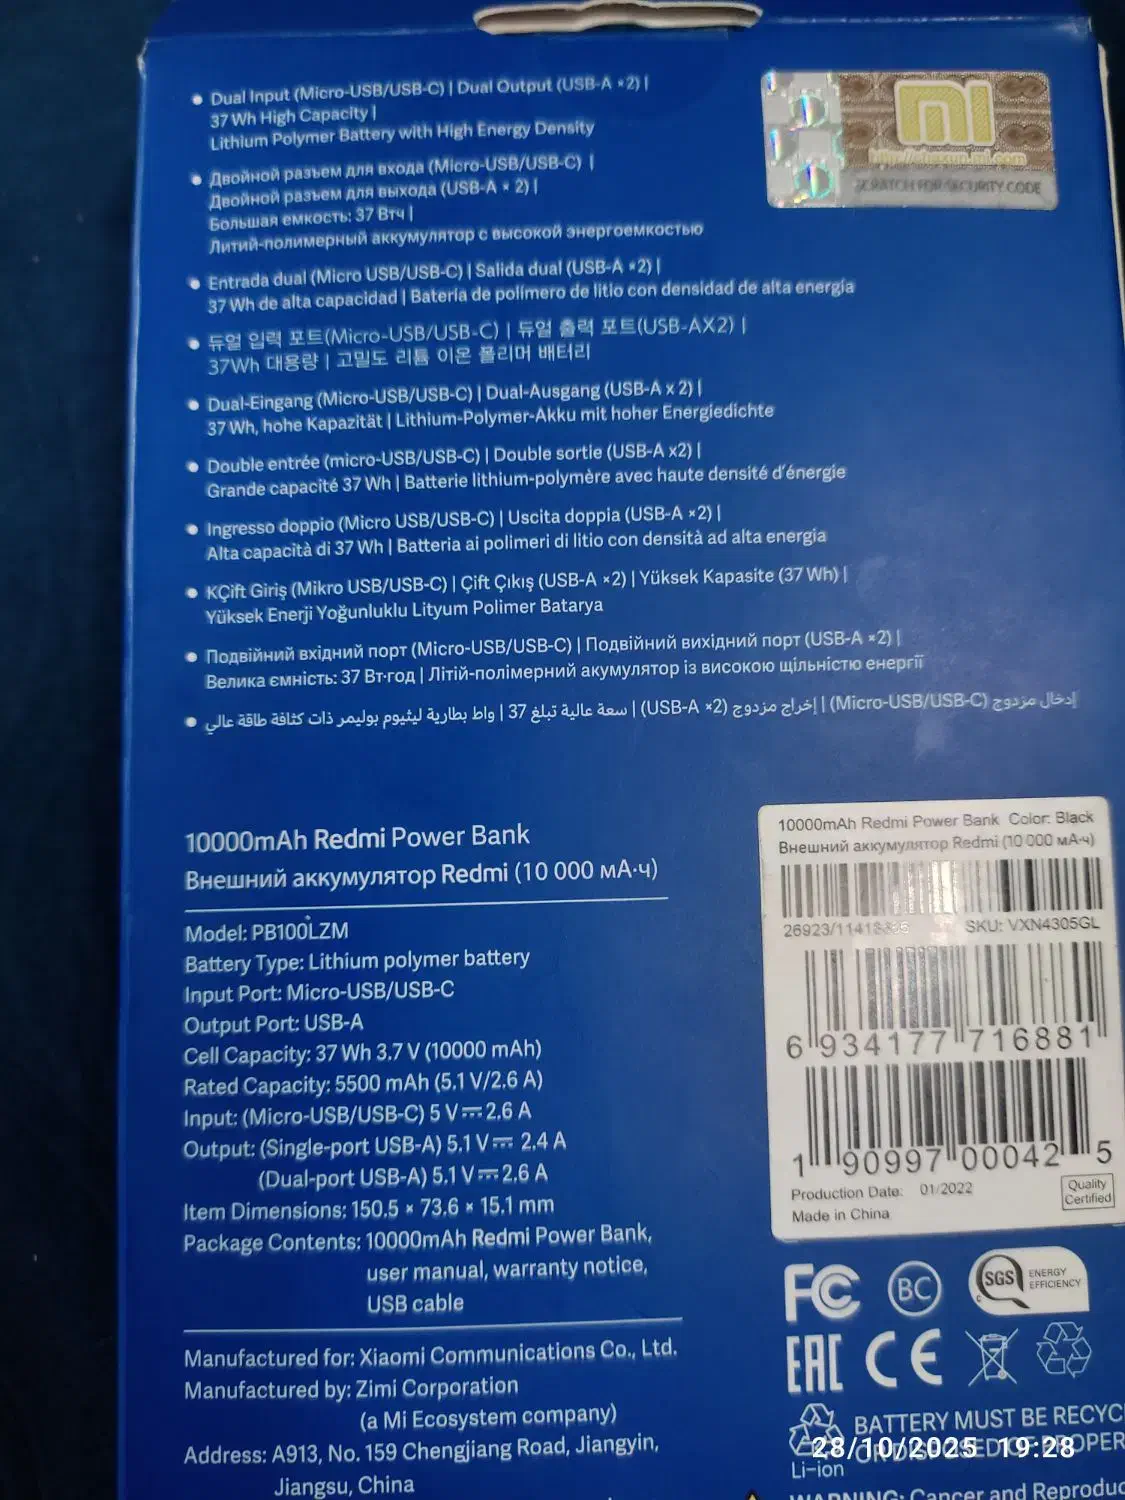 Dual Input (Micro-USB/USB-C) | Dual Output (USB-A ×2) |
37 Wh High Capacity |
Lithium Polymer Battery with High Energy Density
Двойной разъем для входа (Micro-USB/USB-C) |
Двойной разъем для выхода (USB-A × 2) |
Большая емкость: 37 Втч |
Литий-полимерный аккумулятор с высокой энергоемкостью
Entrada dual (Micro USB/USB-C) | Salida dual (USB-A ×2) |
37 Wh de alta capacidad | Batería de polímero de litio con densidad de alta energía
듀얼 입력 포트(Micro-USB/USB-C) | 듀얼 출력 포트(USB-AX2) |
37Wh 대용량 | 고밀도 리튬 이온 폴리머 배터리
Dual-Eingang (Micro-USB/USB-C) | Dual-Ausgang (USB-A x 2) |
37 Wh, hohe Kapazität | Lithium-Polymer-Akku mit hoher Energiedichte
Double entrée (micro-USB/USB-C) | Double sortie (USB-A x2) |
Grande capacité 37 Wh | Batterie lithium-polymère avec haute densité d'énergie
Ingresso doppio (Micro USB/USB-C) | Uscita doppia (USB-A ×2) |
Alta capacità di 37 Wh | Batteria ai polimeri di litio con densità ad alta energia
KÇift Giriş (Mikro USB/USB-C) | Çift Çıkış (USB-A ×2) | Yüksek Kapasite (37 Wh) |
Yüksek Enerji Yoğunluklu Lityum Polimer Batarya
Подвійний вхідний порт (Micro-USB/USB-C) | Подвійний вихідний порт (USB-A ×2) |
Велика ємність: 37 Вт·год | Літій-полімерний акумулятор із високою щільністю енергії
إدخال مزدوج (Micro-USB/USB-C) | إخراج مزدوج (USB-A ×2) | سعة عالية تبلغ 37 واط | بطارية ليثيوم بوليمر ذات كثافة طاقة عالي
mi
http://chaxun.mi.com
SCRATCH FOR SECURITY CODE
10000mAh Redmi Power Bank
Внешний аккумулятор Redmi (10 000 мА·ч)
Model: PB100LZM
Battery Type: Lithium polymer battery
Input Port: Micro-USB/USB-C
Output Port: USB-A
Cell Capacity: 37 Wh 3.7 V (10000 mAh)
Rated Capacity: 5500 mAh (5.1 V/2.6 A)
Input: (Micro-USB/USB-C) 5 V⎓2.6 A
Output: (Single-port USB-A) 5.1 V⎓ 2.4 A
(Dual-port USB-A) 5.1 V⎓2.6 A
Item Dimensions: 150.5 × 73.6 × 15.1 mm
Package Contents: 10000mAh Redmi Power Bank,
user manual, warranty notice,
USB cable
Manufactured for: Xiaomi Communications Co., Ltd.
Manufactured by: Zimi Corporation
(a Mi Ecosystem company)
Address: A913, No. 159 Chengjiang Road, Jiangyin,
Jiangsu, China
10000mAh Redmi Power Bank Color: Black
Внешний аккумулятор Redmi (10 000 мА·ч)
SKU: VXN4305GL
6 934177 716881
1 90997 00042 5
Production Date: 01/2022
Made in China
Quality Certified
FC
BC
SGS ENERGY EFFICIENCY
EAC CE
BATTERY MUST BE RECYC
OR DISPOSED OF PROPER
Li-ion
28/10/2025 19:28
WARNING: Cancer and Reproduc